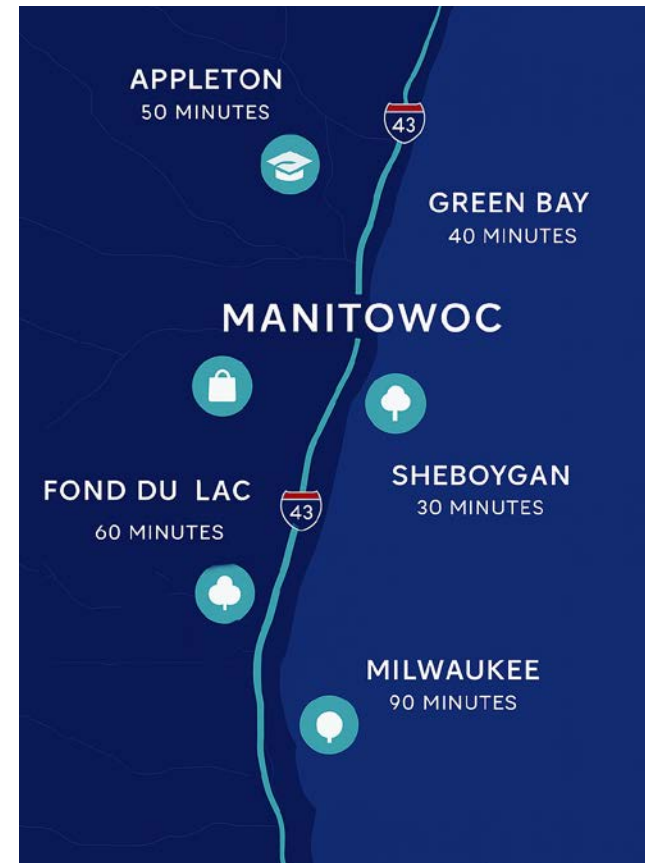 APPLETON
50 MINUTES
43
GREEN BAY
40 MINUTES
MANITOWOC
SHEBOYGAN
30 MINUTES
FOND DU LAC
60 MINUTES
43
MILWAUKEE
90 MINUTES